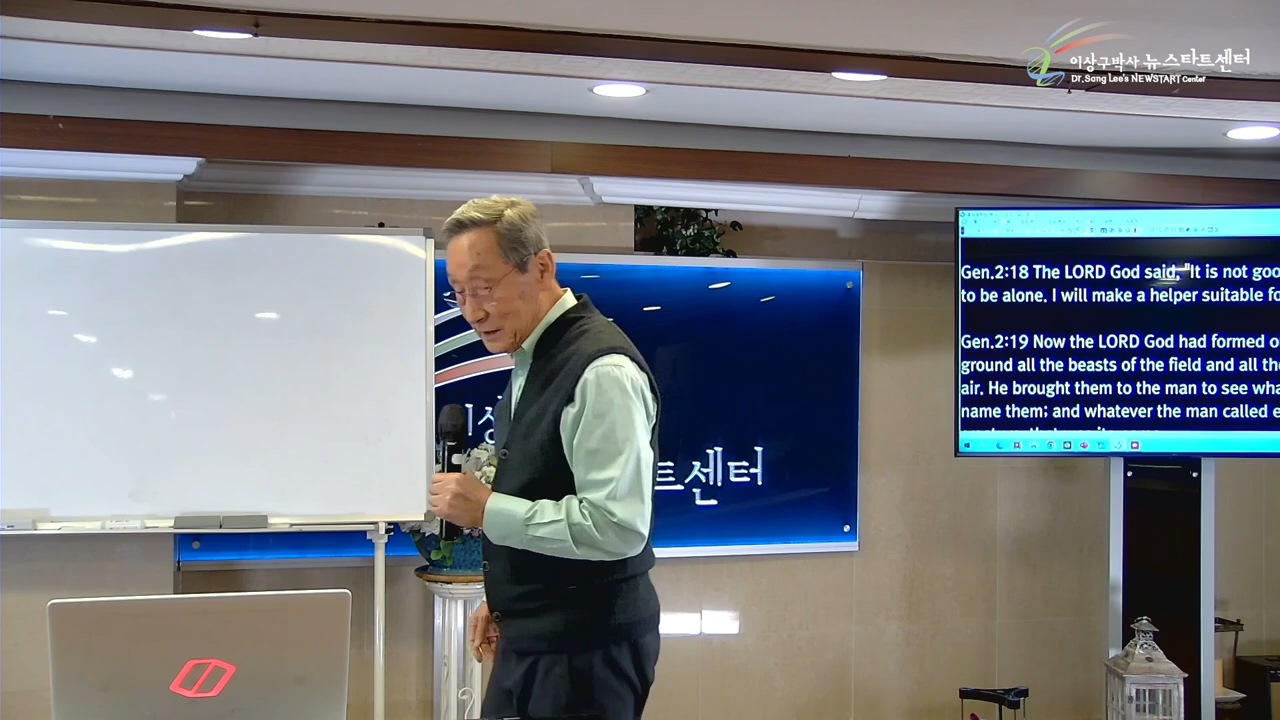 이상구박사 뉴스타트센터
Dr.Sang Lee's NEWSTART Center
Gen.2:18 The LORD God said, "It is not goo
to be alone. I will make a helper suitable fo
Gen.2:19 Now the LORD God had formed o
ground all the beasts of the field and all the
air. He brought them to the man to see wha
name them; and whatever the man called e
이상
트센터